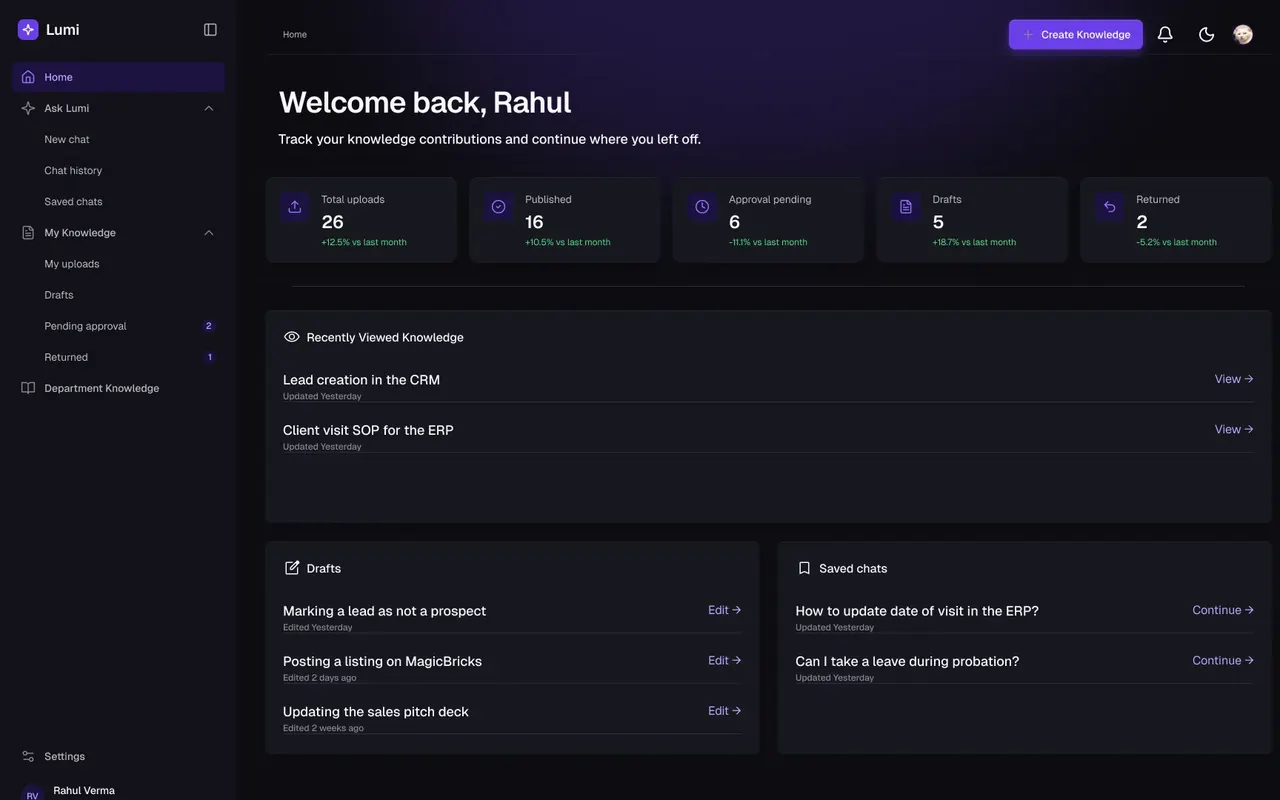 Lumi
Home
Ask Lumi
New chat
Chat history
Saved chats
My Knowledge
My uploads
Drafts
Pending approval 2
Returned 1
Department Knowledge
Settings
RV Rahul Verma
Home
Create Knowledge
Welcome back, Rahul
Track your knowledge contributions and continue where you left off.
Total uploads
26
+12.5% vs last month
Published
16
+10.5% vs last month
Approval pending
6
-11.1% vs last month
Drafts
5
+18.7% vs last month
Returned
2
-5.2% vs last month
Recently Viewed Knowledge
Lead creation in the CRM
Updated Yesterday
View →
Client visit SOP for the ERP
Updated Yesterday
View →
Drafts
Marking a lead as not a prospect
Edited Yesterday
Edit →
Posting a listing on MagicBricks
Edited 2 days ago
Edit →
Updating the sales pitch deck
Edited 2 weeks ago
Edit →
Saved chats
How to update date of visit in the ERP?
Updated Yesterday
Continue →
Can I take a leave during probation?
Updated Yesterday
Continue →